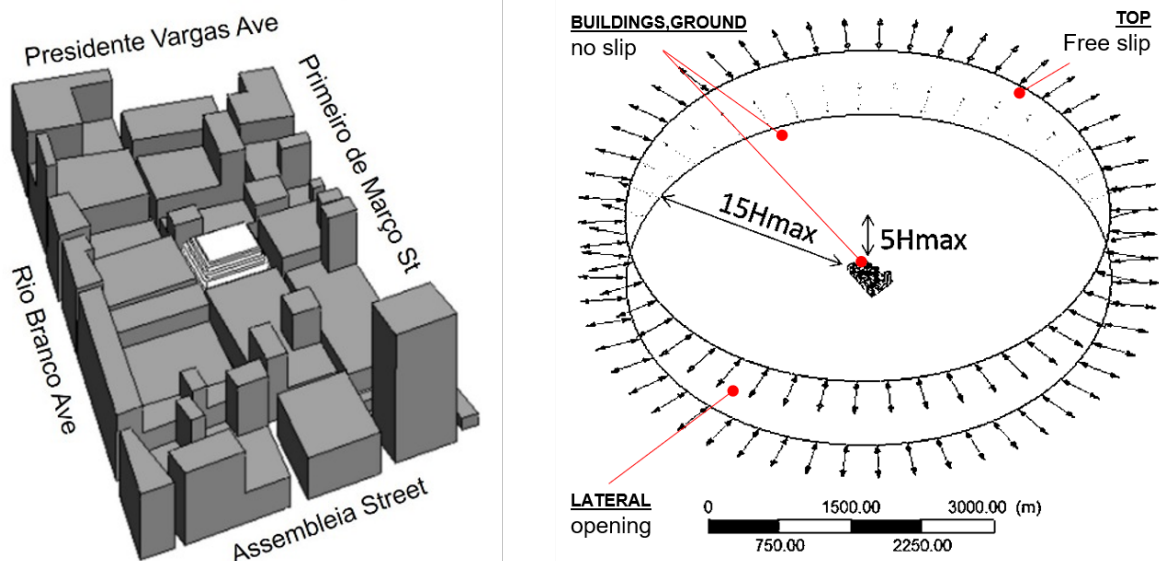 Presidente Vargas Ave
Primeiro de Março St
Rio Branco Ave
Assembleia Street
BUILDINGS,GROUND
no slip
TOP
Free slip
15Hmax
5Hmax
LATERAL
opening
0 1500.00 3000.00 (m)
750.00 2250.00